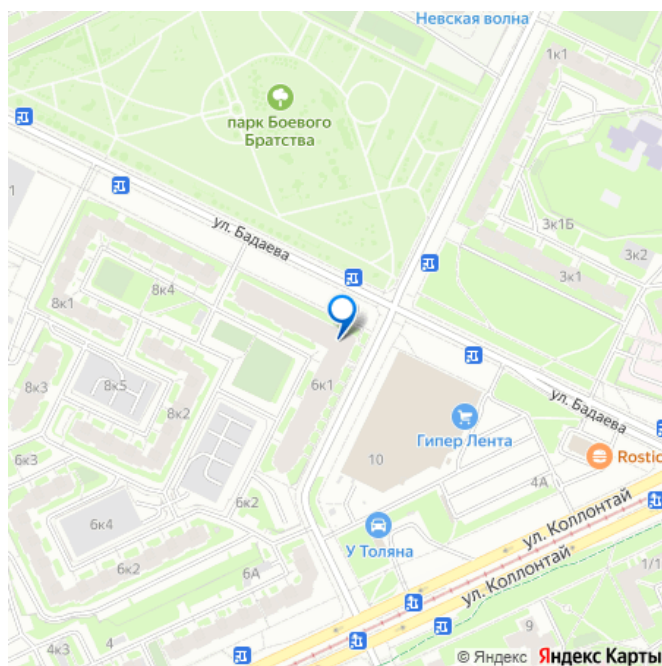 Невская волна
1к1
парк Боевого
Братства
ул. Бадаева
3к1Б
3к2
3к1
8к4
8к1
8к5
8к3
8к2
6к1
ул. Бадаева
Гипер Лента
10
Rostic
4А
6к3
6к2
ул. Коллонтай
6к4
У Толяна
6к2
6А
ул. Коллонтай
1/1
4к3
4
9
© Яндекс Яндекс Карты